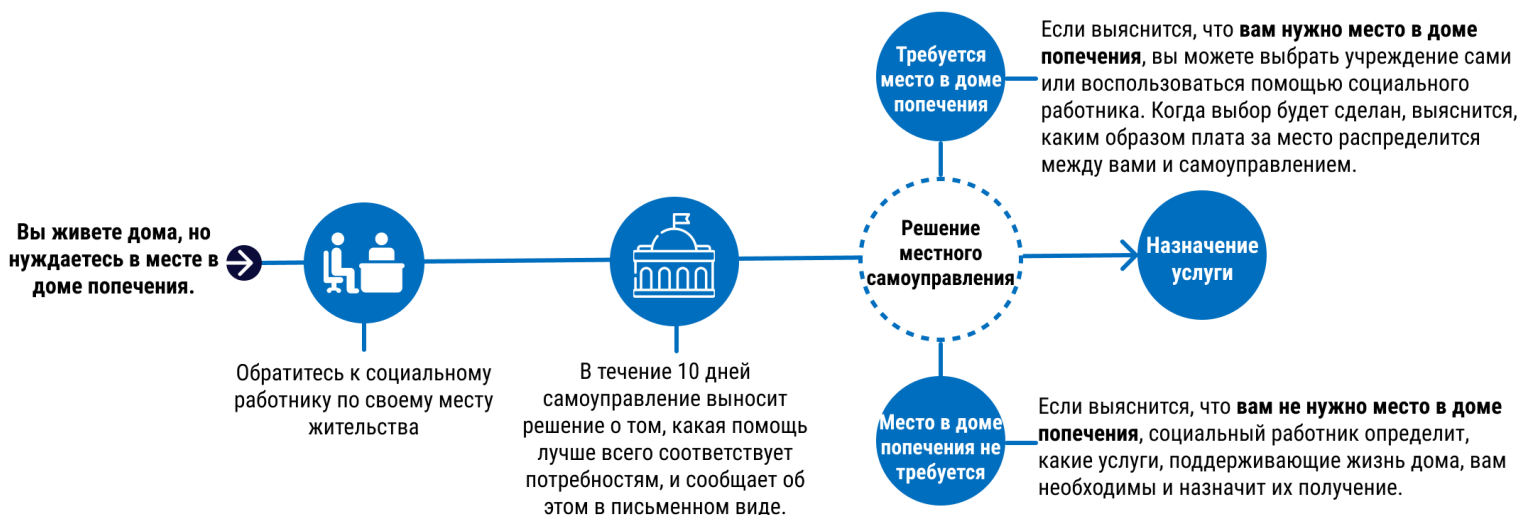 Вы живете дома, но
нуждаетесь в месте в
доме попечения.
Обратитесь к социальному
работнику по своему месту
жительства
В течение 10 дней
самоуправление выносит
решение о том, какая помощь
лучше всего соответствует
потребностям, и сообщает об
этом в письменном виде.
Требуется
место в доме
попечения
Если выяснится, что вам нужно место в доме
попечения, вы можете выбрать учреждение сами
или воспользоваться помощью социального
работника. Когда выбор будет сделан, выяснится,
каким образом плата за место распределится
между вами и самоуправлением.
Решение
местного
самоуправления
Назначение
услуги
Место в доме
попечения не
требуется
Если выяснится, что вам не нужно место в доме
попечения, социальный работник определит,
какие услуги, поддерживающие жизнь дома, вам
необходимы и назначит их получение.